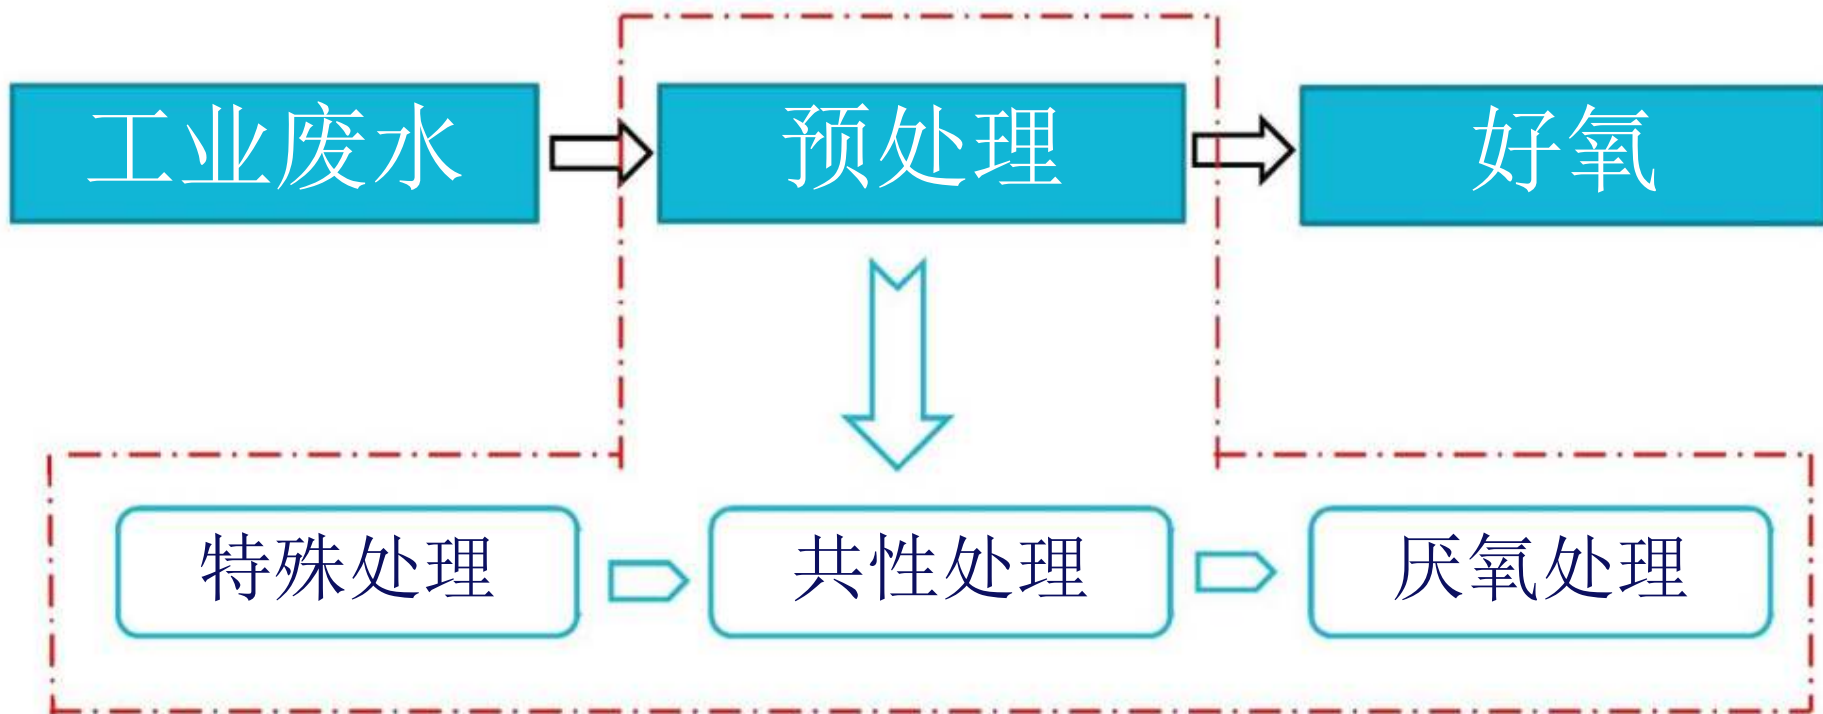 工业废水
预处理
好氧
特殊处理
共性处理
厌氧处理